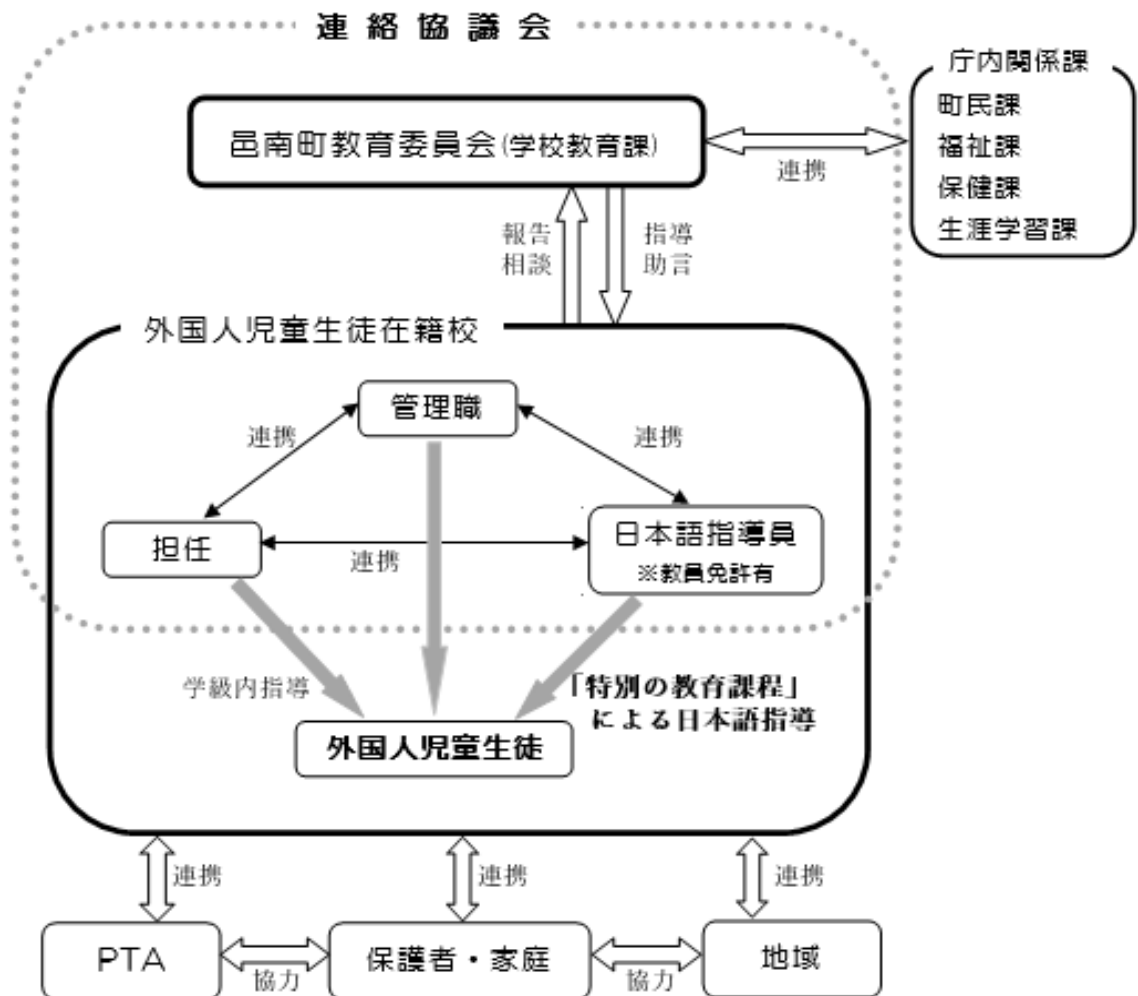 連絡協議会
庁内関係課
町民課
福祉課
保健課
生涯学習課
邑南町教育委員会(学校教育課)
連携
報告
相談
指導
助言
外国人児童生徒在籍校
管理職
連携
連携
担任
連携
日本語指導員
※教員免許有
学級内指導
「特別の教育課程」
による日本語指導
外国人児童生徒
連携
連携
連携
PTA
協力
保護者・家庭
協力
地域